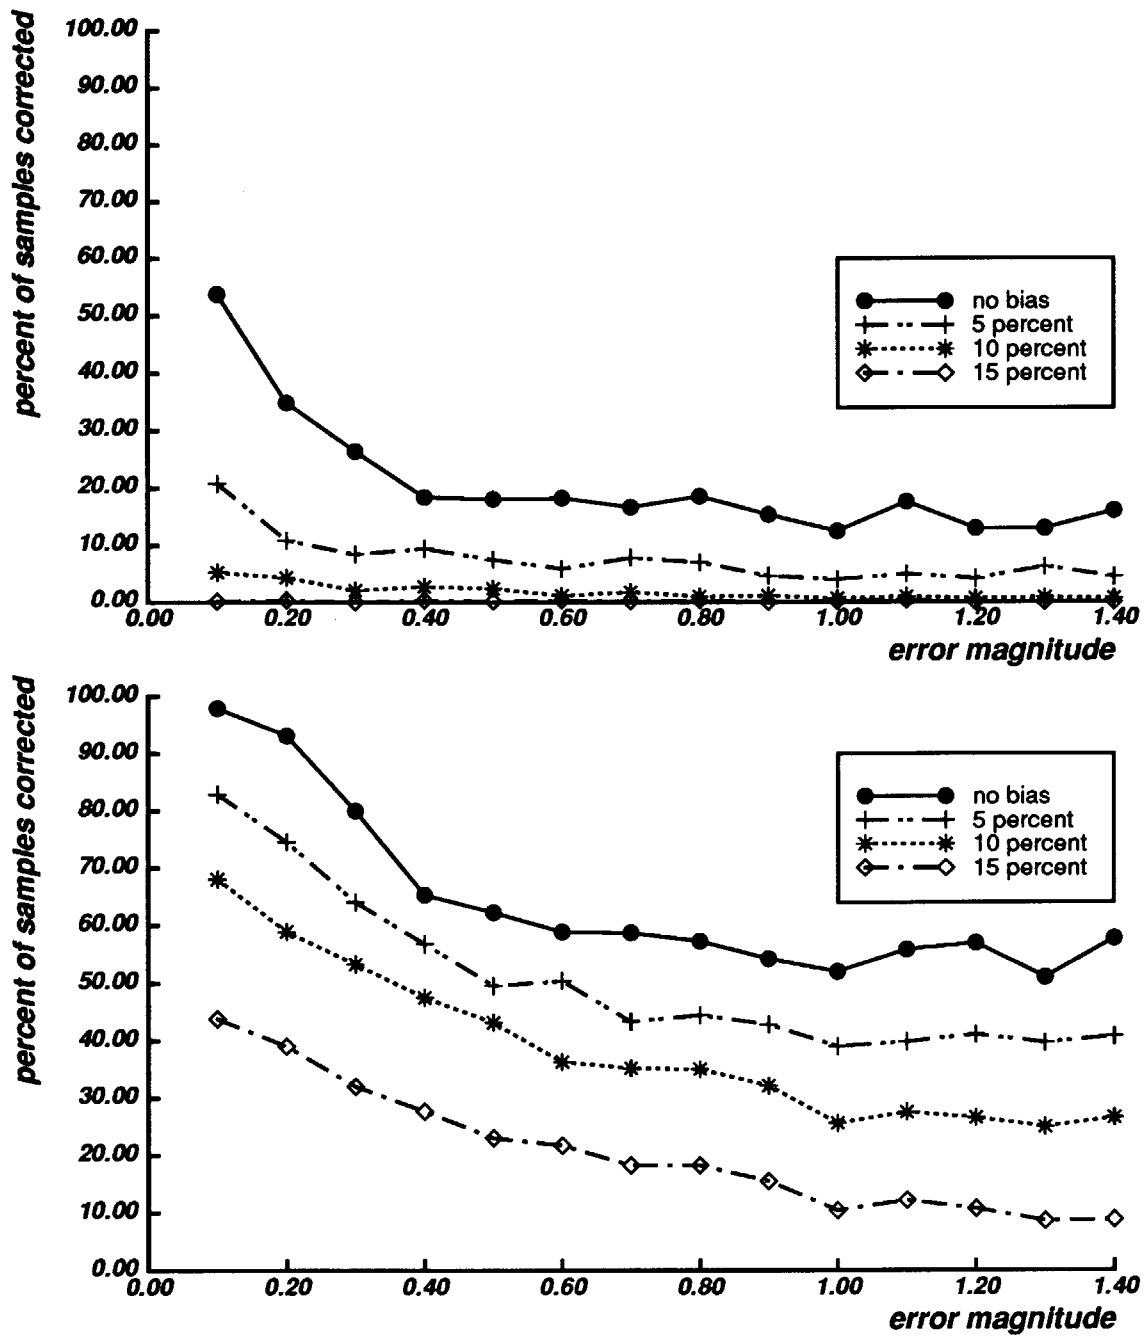 percent of samples corrected
100.00
90.00
80.00
70.00
60.00
50.00
40.00
30.00
20.00
10.00
0.00
no bias
5 percent
10 percent
15 percent
0.00 0.20 0.40 0.60 0.80 1.00 1.20 1.40
error magnitude
percent of samples corrected
100.00
90.00
80.00
70.00
60.00
50.00
40.00
30.00
20.00
10.00
0.00
no bias
5 percent
10 percent
15 percent
0.00 0.20 0.40 0.60 0.80 1.00 1.20 1.40
error magnitude